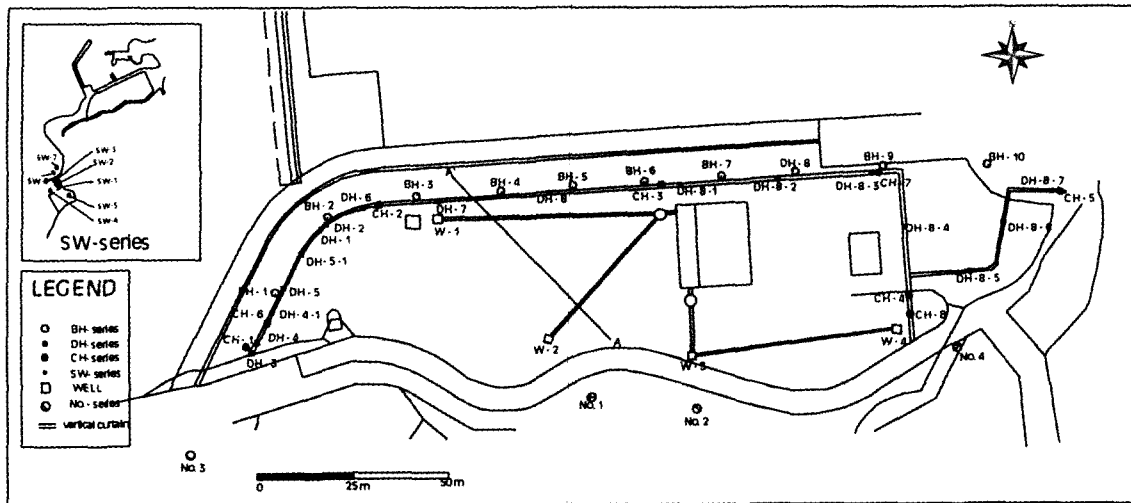 SW-3
SW-7
SW-2
SW
SW-1
SW-5
SW-4
SW-series
LEGEND
BH-series
DH-series
CH-series
SW-series
WELL
No.-series
vertical curtain
BH-1
BH-2
BH-3
BH-4
BH-5
BH-6
BH-7
DH-8
BH-9
BH-10
DH-6
CH-2
DH-7
DH-8
CH-3
DH-8-1
DH-8-2
DH-8-3
CH-7
DH-8-7
CH-5
DH-2
DH-1
W-1
DH-8-4
DH-8-6
DH-5-1
DH-5
DH-8-5
CH-6
DH-4-1
CH-4
CH-8
CH-1
DH-4
DH-3
W-2
A
W-3
W-4
No.4
No.1
No.2
No.3
0
25m
50m